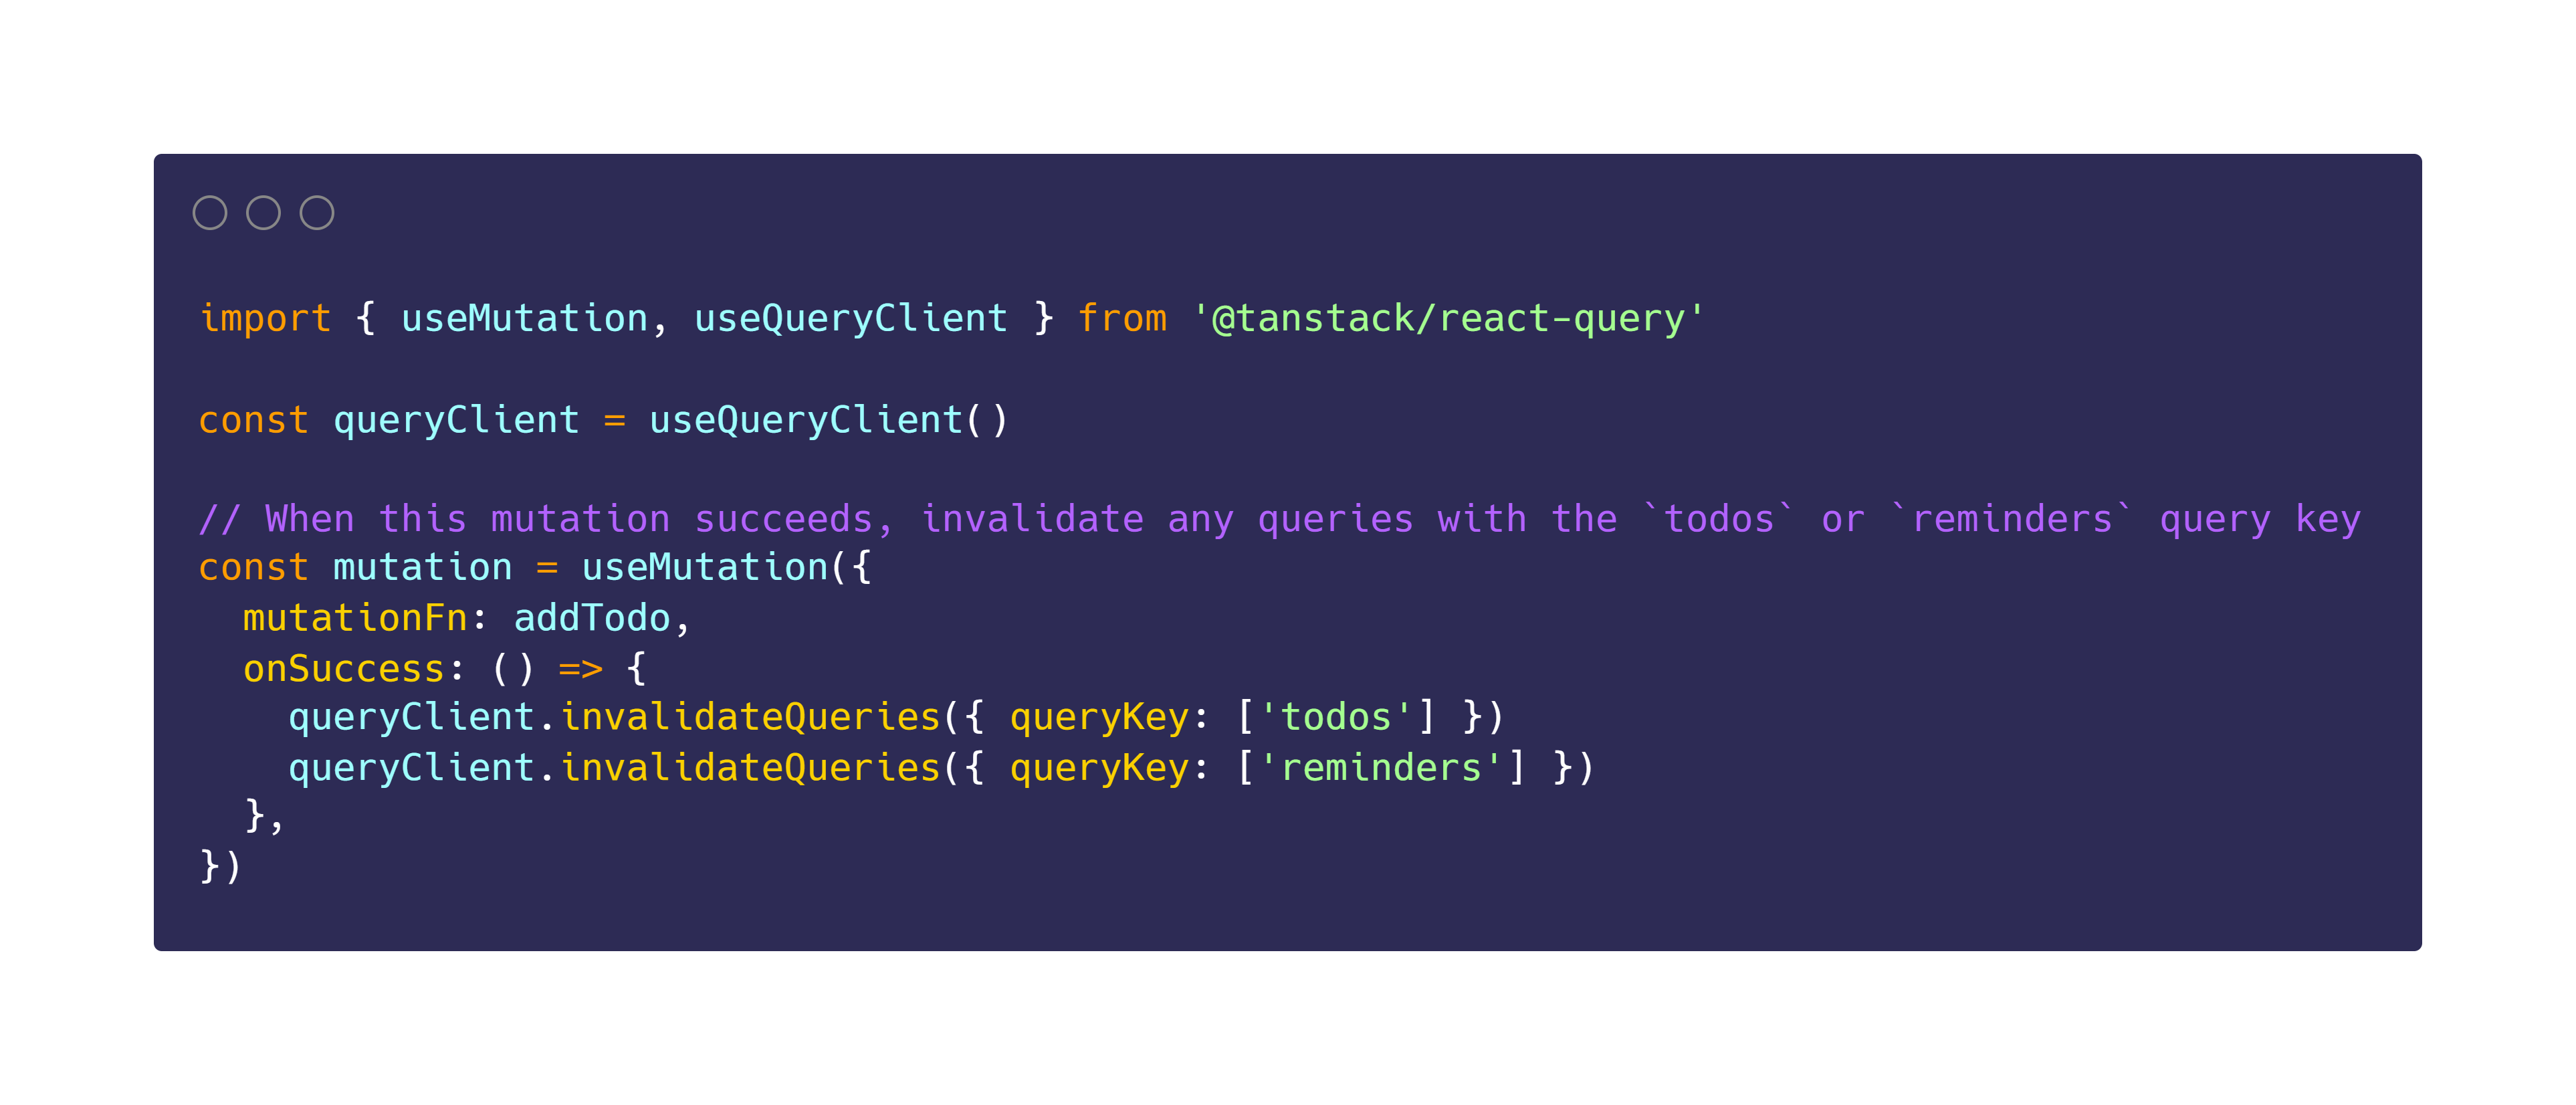 import { useMutation, useQueryClient } from '@tanstack/react-query'
const queryClient = useQueryClient()
// When this mutation succeeds, invalidate any queries with the `todos` or `reminders` query key
const mutation = useMutation({
  mutationFn: addTodo,
  onSuccess: () => {
    queryClient.invalidateQueries({ queryKey: ['todos'] })
    queryClient.invalidateQueries({ queryKey: ['reminders'] })
  },
})